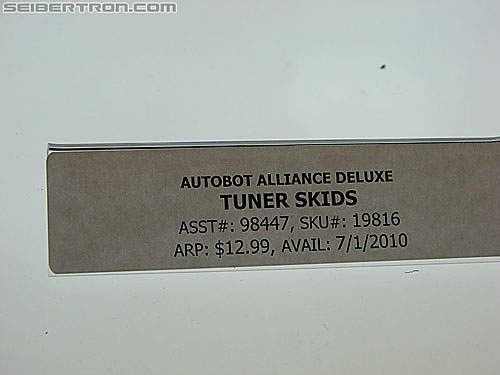 SEIBERTRON.COM
AUTOBOT ALLIANCE DELUXE
TUNER SKIDS
ASST#: 98447, SKU#: 19816
ARP: $12.99, AVAIL: 7/1/2010